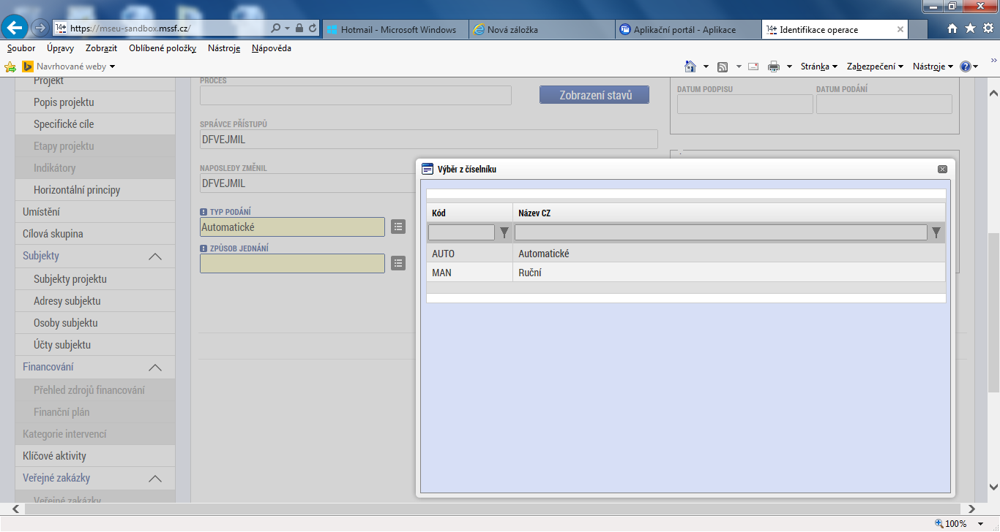 https://mseu-sandbox.mssf.cz/
Hotmail - Microsoft Windows
Nová záložka
Aplikační portál - Aplikace
14+ Identifikace operace
Soubor Úpravy Zobrazit Oblíbené položky Nástroje Nápověda
Navrhované weby
Stránka Zabezpečení Nástroje
Projekt
Popis projektu
Specifické cíle
Etapy projektu
Indikátory
Horizontální principy
Umístění
Cílová skupina
Subjekty
Subjekty projektu
Adresy subjektu
Osoby subjektu
Účty subjektu
Financování
Přehled zdrojů financování
Finanční plán
Kategorie intervencí
Klíčové aktivity
Veřejné zakázky
Veřejné zakázky
PROCES
Zobrazení stavů
SPRÁVCE PŘÍSTUPŮ
DFVEJMIL
NAPOSLEDY ZMĚNIL
DFVEJMIL
TYP PODÁNÍ
Automatické
ZPŮSOB JEDNÁNÍ
DATUM PODPISU DATUM PODÁNÍ
Výběr z číselníku
Kód Název CZ
AUTO Automatické
MAN Ruční
100%